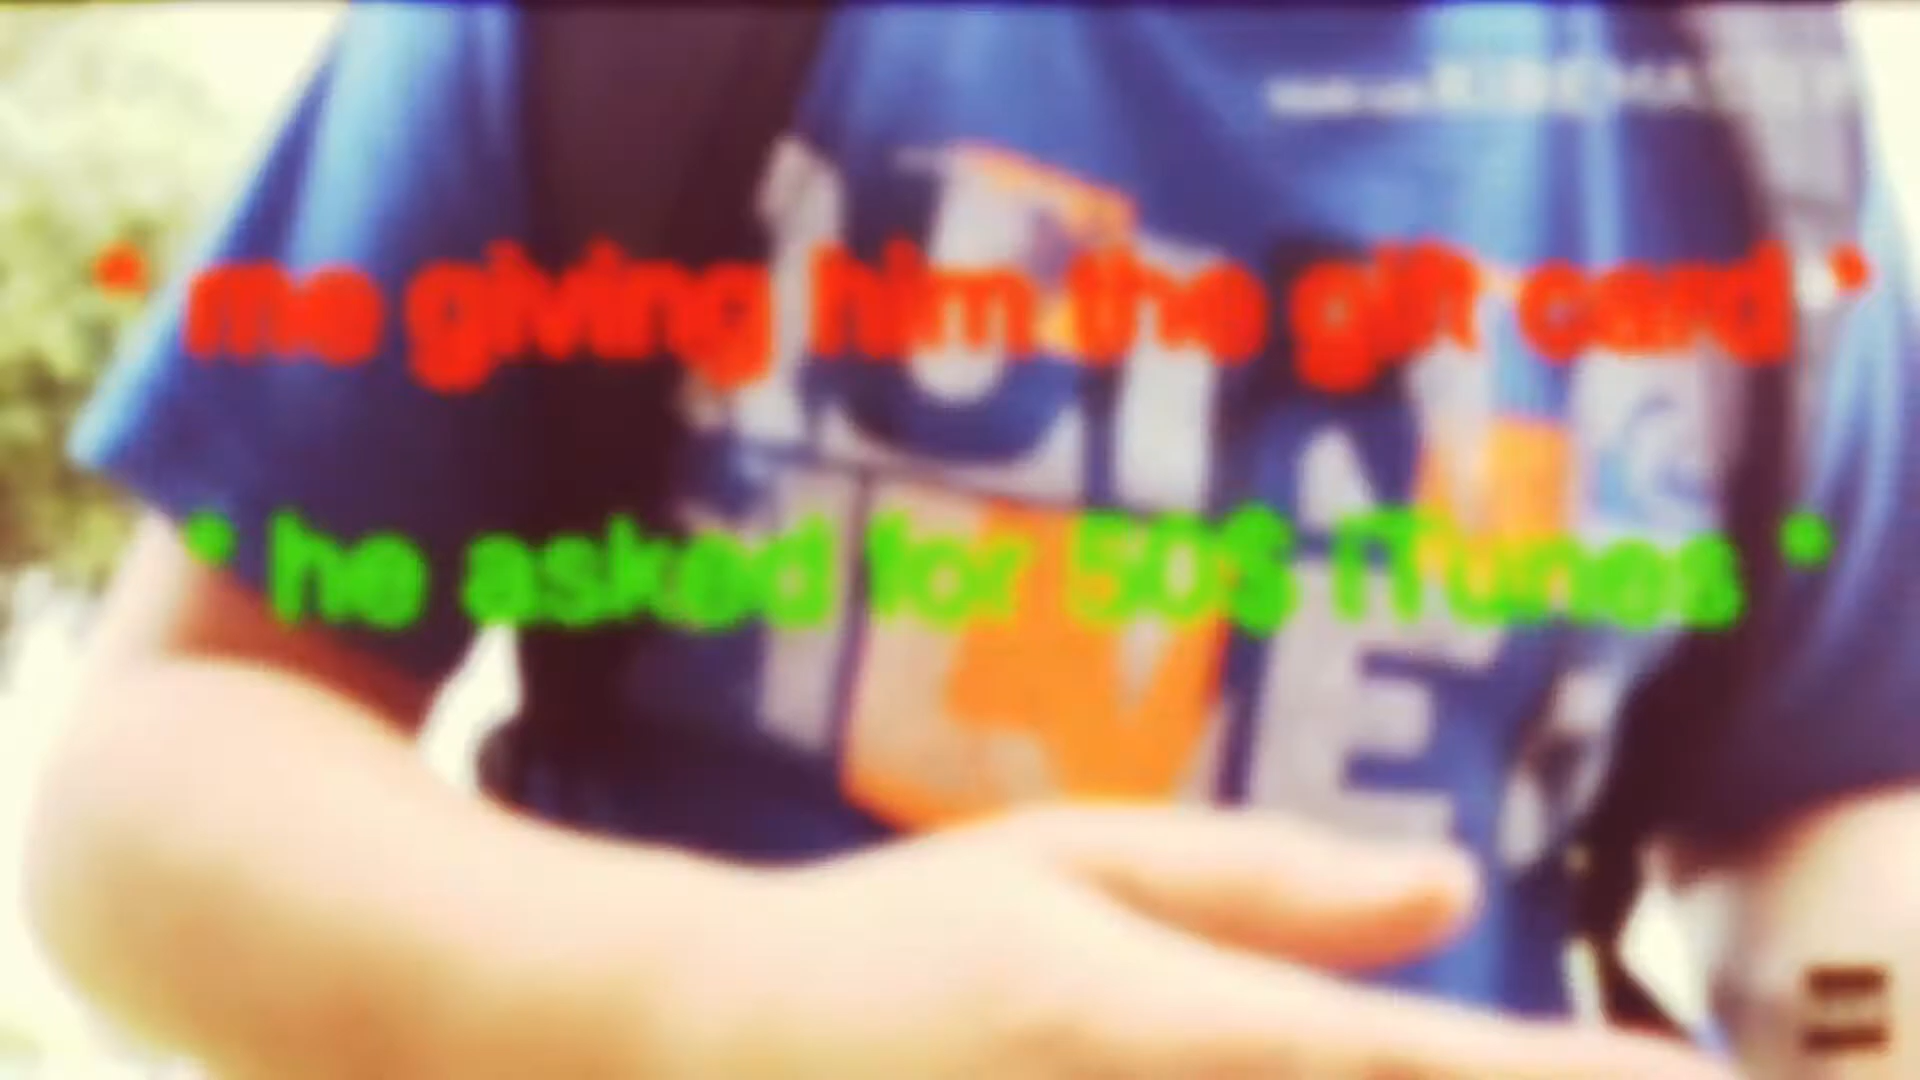 * me giving him the gift card *
* he asked for 50$ iTunes *